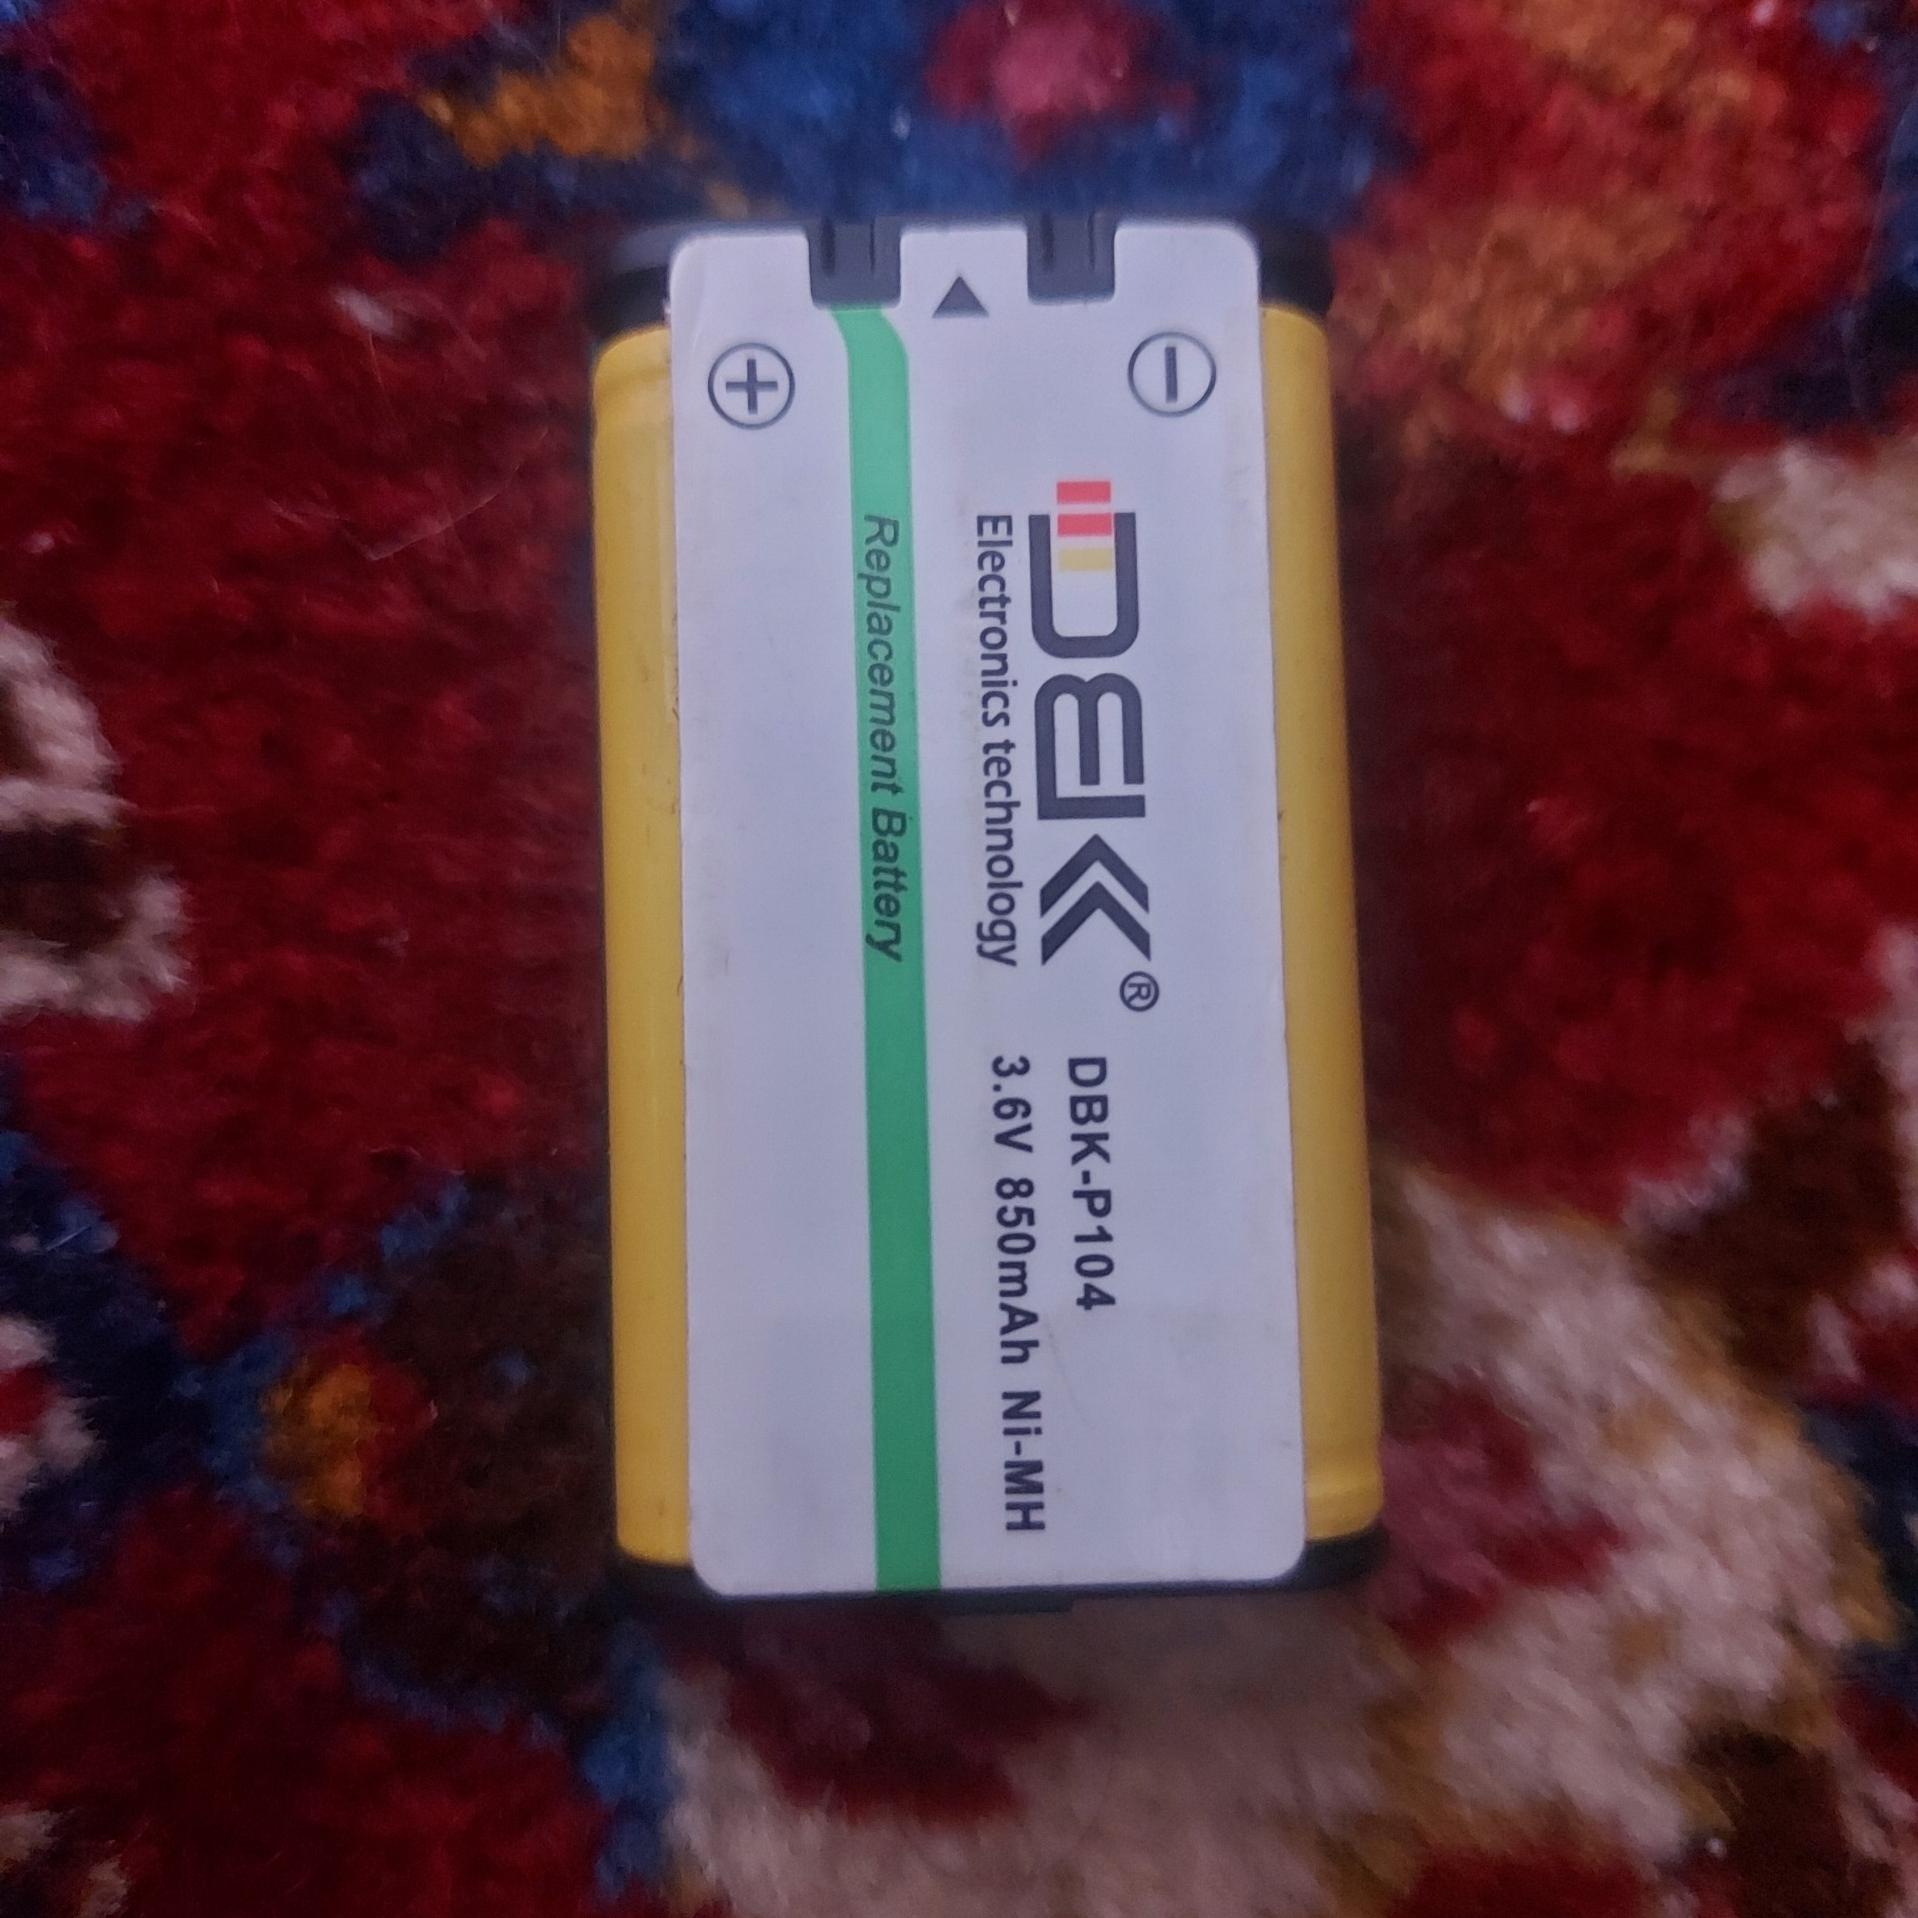 DBK®
Electronics technology
DBK-P104
3.6V 850mAh Ni-MH
Replacement Battery